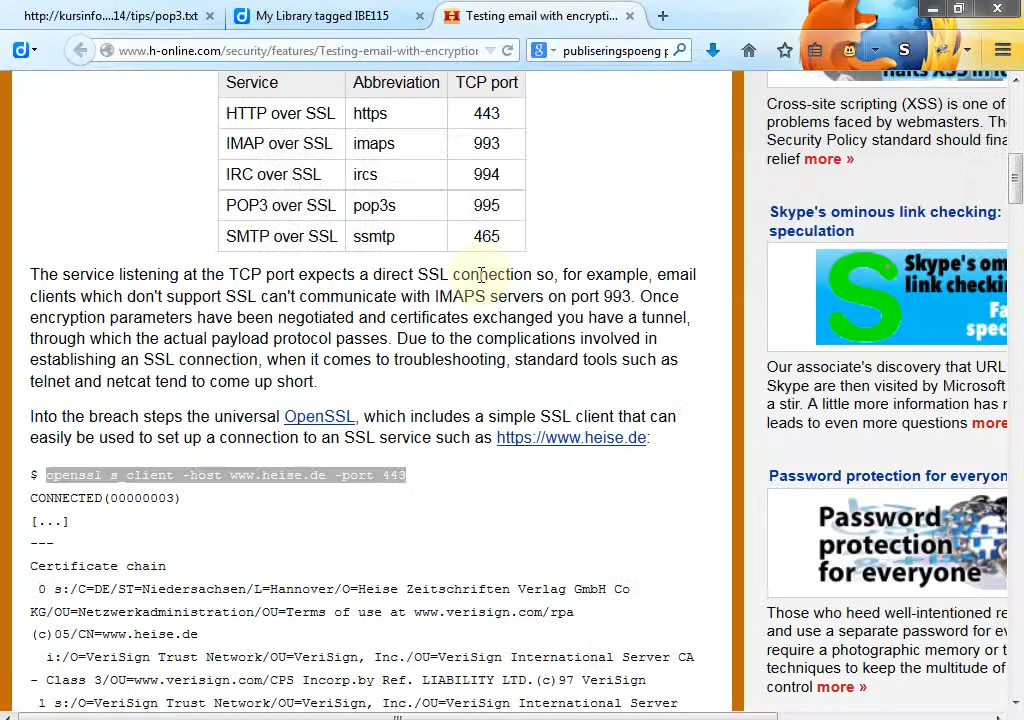 http://kursinfo....14/tips/pop3.txt
My Library tagged IBE115
Testing email with encrypti...
www.h-online.com/security/features/Testing-email-with-encryption
publiseringspoeng p
Service Abbreviation TCP port
HTTP over SSL https 443
IMAP over SSL imaps 993
IRC over SSL ircs 994
POP3 over SSL pop3s 995
SMTP over SSL ssmtp 465
The service listening at the TCP port expects a direct SSL connection so, for example, email
clients which don't support SSL can't communicate with IMAPS servers on port 993. Once
encryption parameters have been negotiated and certificates exchanged you have a tunnel,
through which the actual payload protocol passes. Due to the complications involved in
establishing an SSL connection, when it comes to troubleshooting, standard tools such as
telnet and netcat tend to come up short.
Into the breach steps the universal OpenSSL, which includes a simple SSL client that can
easily be used to set up a connection to an SSL service such as https://www.heise.de:
$ openssl s_client -host www.heise.de -port 443
CONNECTED(00000003)
[...]
---
Certificate chain
0 s:/C=DE/ST=Niedersachsen/L=Hannover/O=Heise Zeitschriften Verlag GmbH Co
KG/OU=Netzwerkadministration/OU=Terms of use at www.verisign.com/rpa
(c)05/CN=www.heise.de
i:/O=VeriSign Trust Network/OU=VeriSign, Inc./OU=VeriSign International Server CA
- Class 3/OU=www.verisign.com/CPS Incorp.by Ref. LIABILITY LTD.(c)97 VeriSign
1 s:/O=VeriSign Trust Network/OU=VeriSign, Inc./OU=VeriSign International Server
Cross-site scripting (XSS) is one of
problems faced by webmasters. Th
Security Policy standard should fina
relief more »
Skype's ominous link checking:
speculation
Skype's om
link checki
Fa
spec
Our associate's discovery that URL
Skype are then visited by Microsoft
a stir. A little more information has r
leads to even more questions more
Password protection for everyon
Password
protection
for everyone
Those who heed well-intentioned re
and use a separate password for ev
require a photographic memory or t
techniques to keep the multitude of
control more »